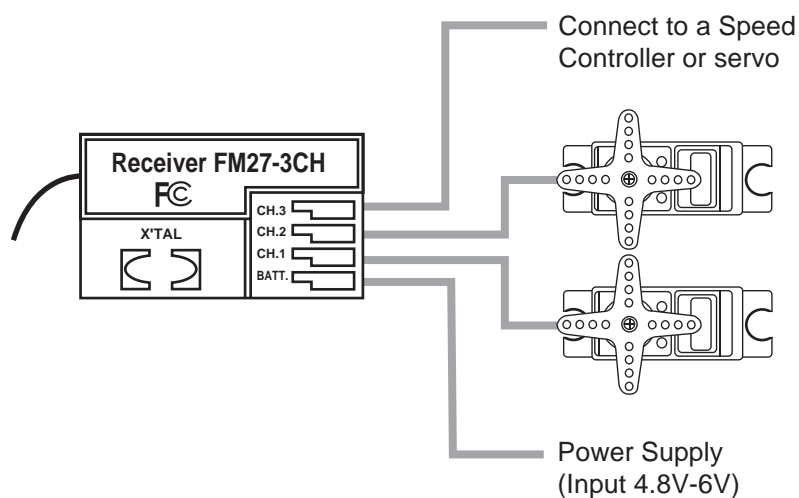 Connect to a Speed
Controller or servo
Receiver FM27-3CH
FC
CH.3
X'TAL
CH.2
CH.1
BATT.
Power Supply
(Input 4.8V-6V)